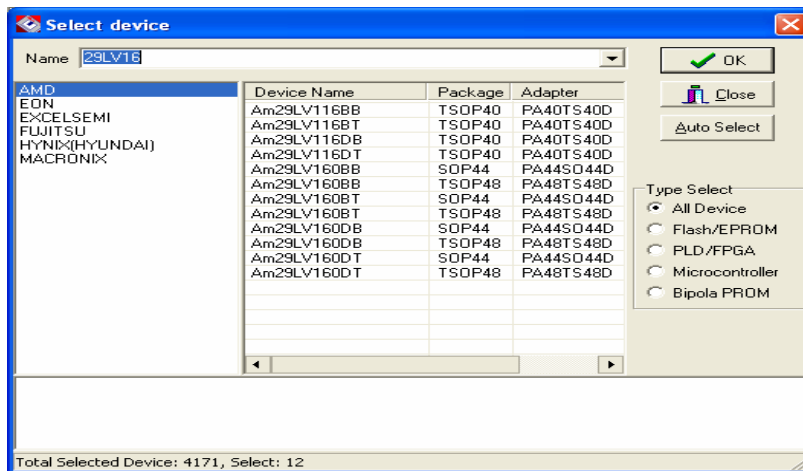 Select device
Name 29LV16
OK
Close
Auto Select
AMD
EON
EXCELSEMI
FUJITSU
HYNIX(HYUNDAI)
MACRONIX
Device Name Package Adapter
Am29LV116BB TSOP40 PA40TS40D
Am29LV116BT TSOP40 PA40TS40D
Am29LV116DB TSOP40 PA40TS40D
Am29LV116DT TSOP40 PA40TS40D
Am29LV160BB SOP44 PA44SO44D
Am29LV160BB TSOP48 PA48TS48D
Am29LV160BT SOP44 PA44SO44D
Am29LV160BT TSOP48 PA48TS48D
Am29LV160DB SOP44 PA44SO44D
Am29LV160DB TSOP48 PA48TS48D
Am29LV160DT SOP44 PA44SO44D
Am29LV160DT TSOP48 PA48TS48D
Type Select
All Device
Flash/EPROM
PLD/FPGA
Microcontroller
Bipola PROM
Total Selected Device: 4171, Select: 12